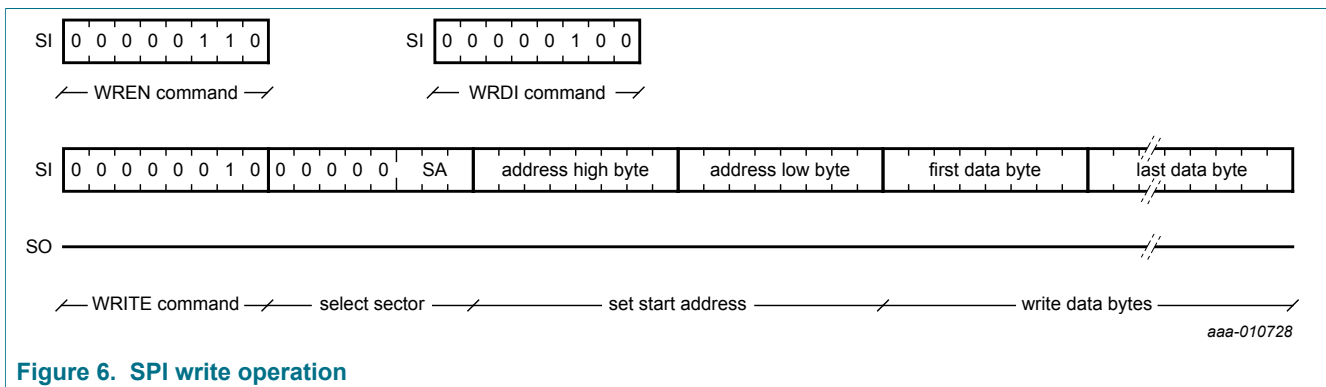 SI 0 0 0 0 0 1 1 0 SI 0 0 0 0 0 1 0 0
WREN command WRDI command
SI 0 0 0 0 0 0 1 0 0 0 0 0 0 SA address high byte address low byte first data byte last data byte
SO
WRITE command select sector set start address write data bytes
aaa-010728
Figure 6. SPI write operation